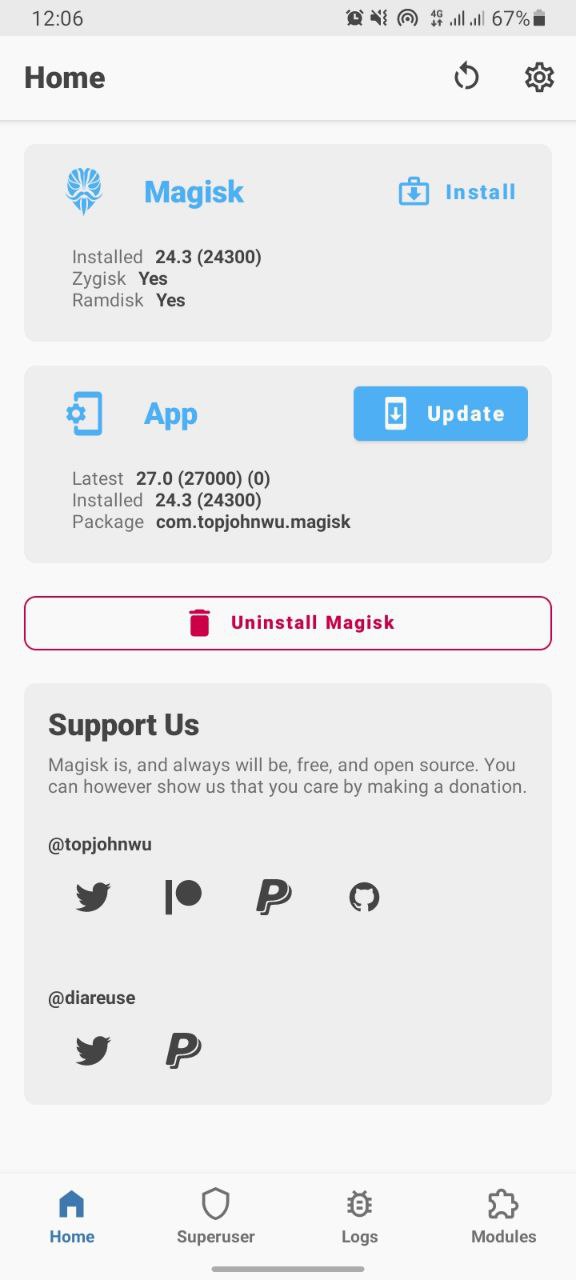 12:06
4G
67%
Home
Magisk
Install
Installed 24.3 (24300)
Zygisk Yes
Ramdisk Yes
App
Update
Latest 27.0 (27000) (0)
Installed 24.3 (24300)
Package com.topjohnwu.magisk
Uninstall Magisk
Support Us
Magisk is, and always will be, free, and open source. You
can however show us that you care by making a donation.
@topjohnwu
@diareuse
Home
Superuser
Logs
Modules